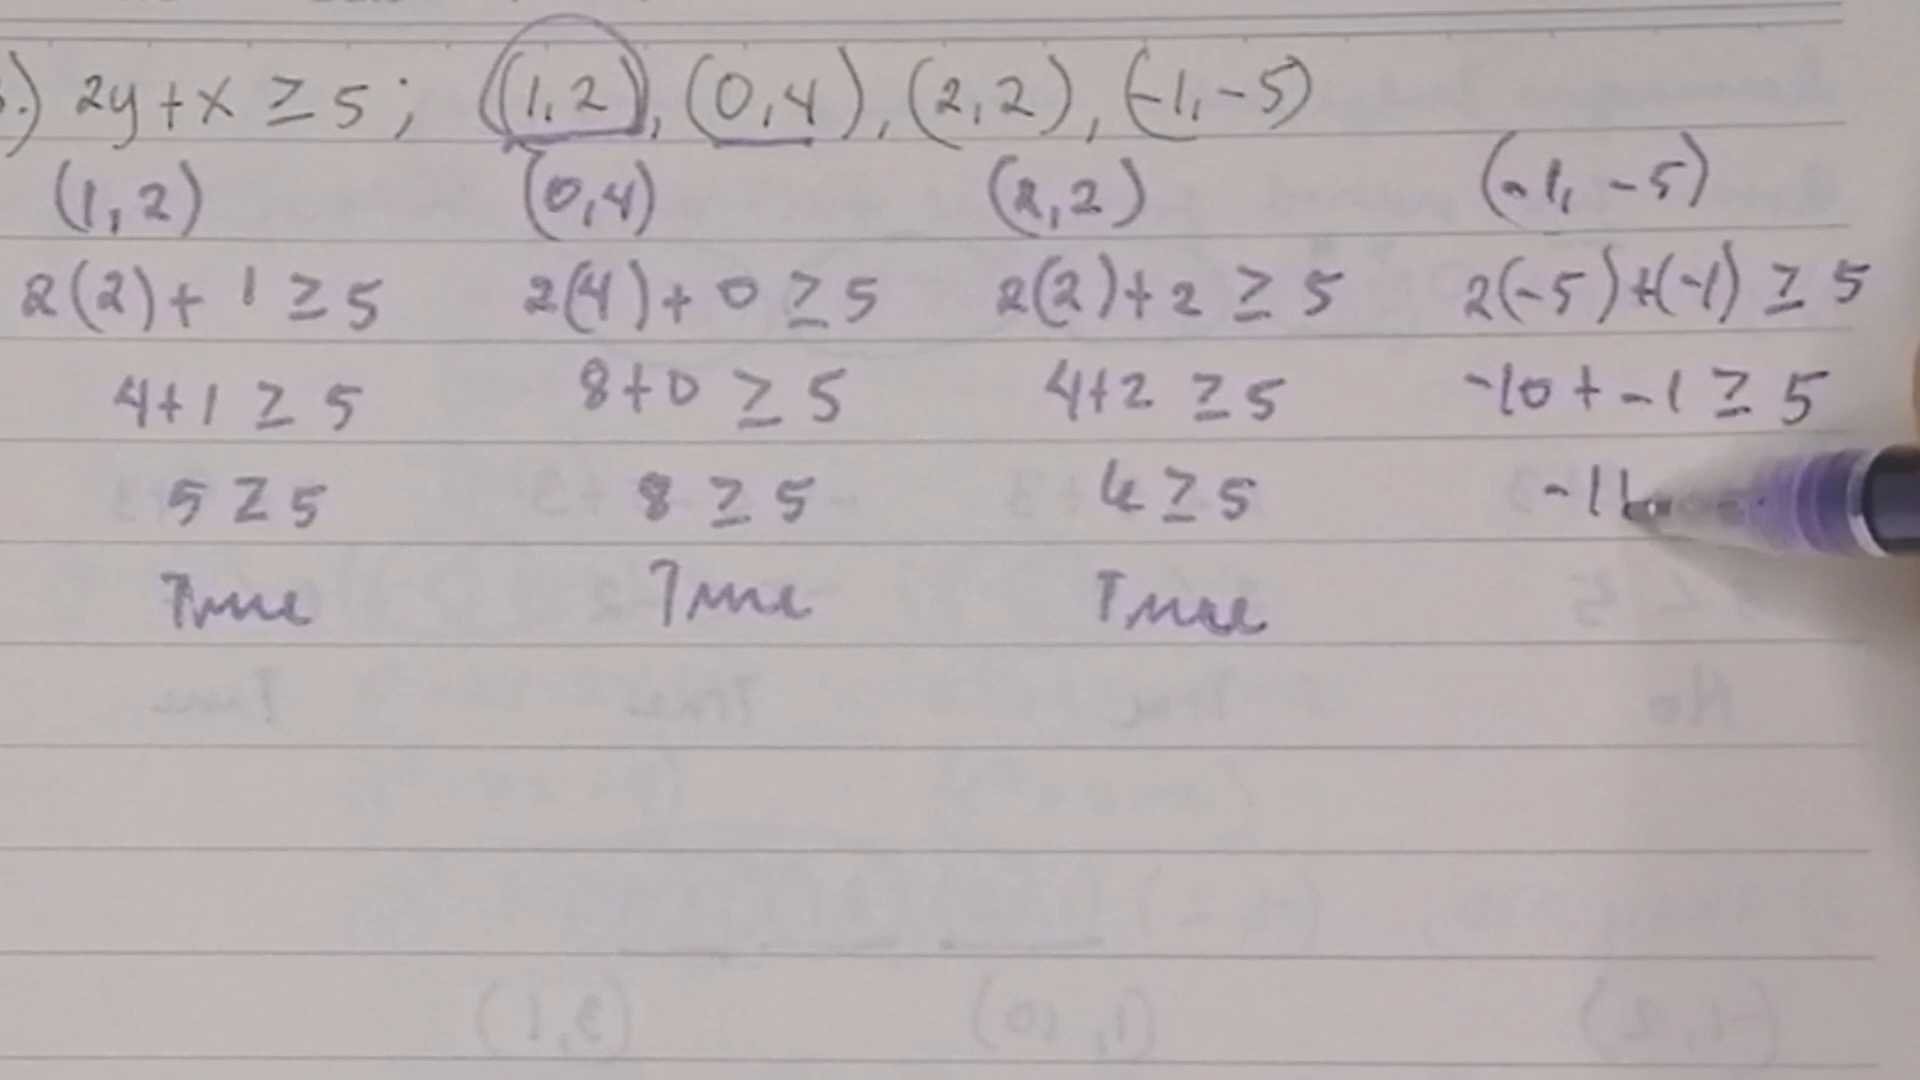 .) 2y+x ≥ 5; (1,2), (0,4), (2,2), (-1,-5)
(1,2) (0,4) (2,2) (-1, -5)
2(2)+ 1 ≥ 5 2(4)+ 0 ≥ 5 2(2)+2 ≥ 5 2(-5)+(-1) ≥ 5
4+1 ≥ 5 8+0 ≥ 5 4+2 ≥ 5 -10 + -1 ≥ 5
5 ≥ 5 8 ≥ 5 6 ≥ 5 -11
True True True